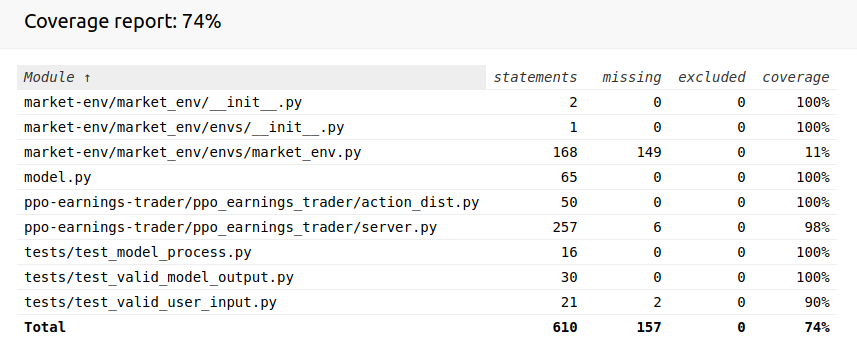 Coverage report: 74%
Module ↑ statements missing excluded coverage
market-env/market_env/__init__.py 2 0 0 100%
market-env/market_env/envs/__init__.py 1 0 0 100%
market-env/market_env/envs/market_env.py 168 149 0 11%
model.py 65 0 0 100%
ppo-earnings-trader/ppo_earnings_trader/action_dist.py 50 0 0 100%
ppo-earnings-trader/ppo_earnings_trader/server.py 257 6 0 98%
tests/test_model_process.py 16 0 0 100%
tests/test_valid_model_output.py 30 0 0 100%
tests/test_valid_user_input.py 21 2 0 90%
Total 610 157 0 74%